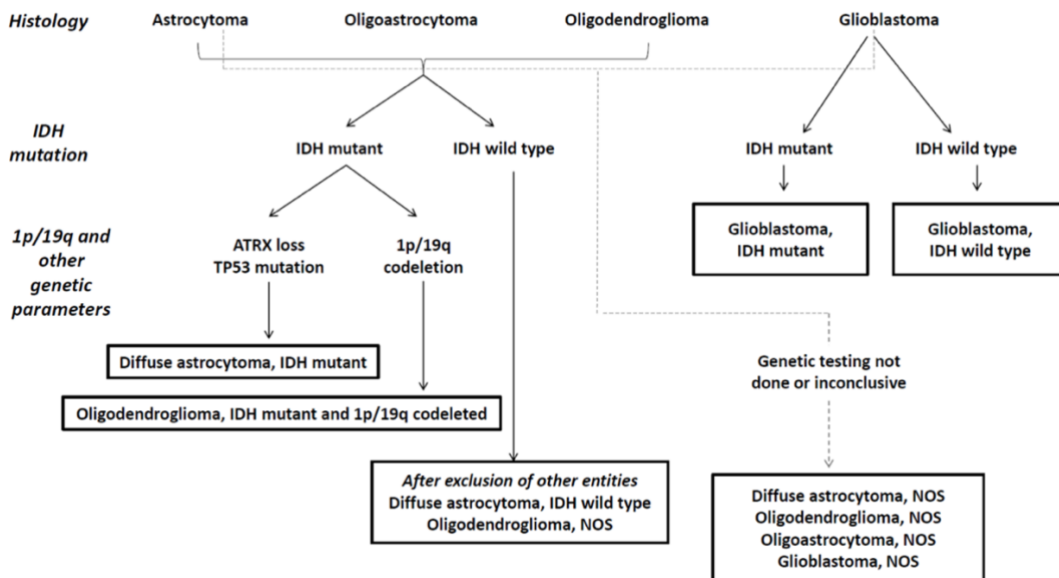 Histology
Astrocytoma
Oligoastrocytoma
Oligodendroglioma
Glioblastoma
IDH
mutation
IDH mutant
IDH wild type
IDH mutant
IDH wild type
1p/19q and
other
genetic
parameters
ATRX loss
TP53 mutation
1p/19q
codeletion
Glioblastoma,
IDH mutant
Glioblastoma,
IDH wild type
Diffuse astrocytoma, IDH mutant
Oligodendroglioma, IDH mutant and 1p/19q codeleted
Genetic testing not
done or inconclusive
After exclusion of other entities
Diffuse astrocytoma, IDH wild type
Oligodendroglioma, NOS
Diffuse astrocytoma, NOS
Oligodendroglioma, NOS
Oligoastrocytoma, NOS
Glioblastoma, NOS